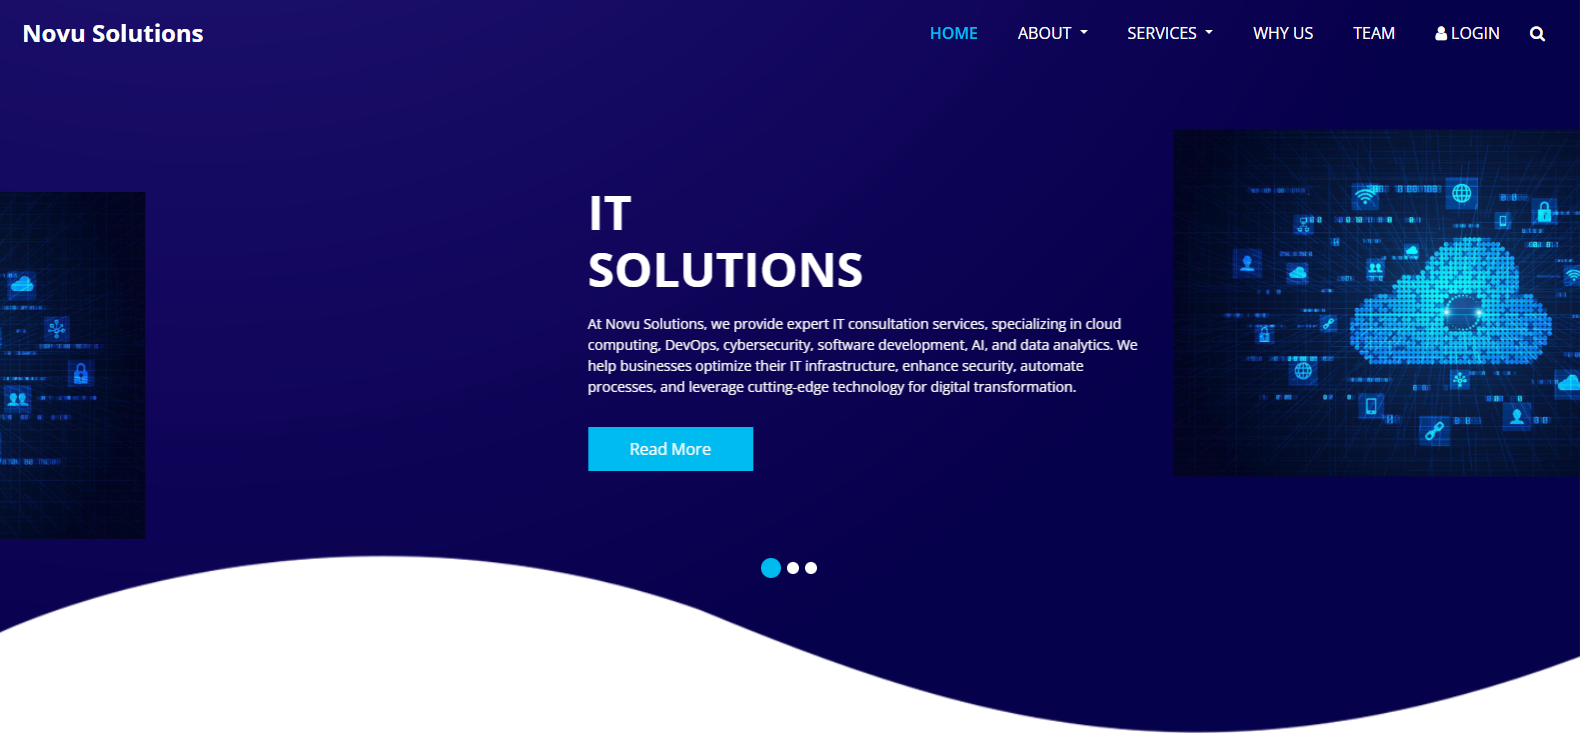 Novu Solutions
HOME
ABOUT
SERVICES
WHY US
TEAM
LOGIN
IT
SOLUTIONS
At Novu Solutions, we provide expert IT consultation services, specializing in cloud
computing, DevOps, cybersecurity, software development, AI, and data analytics. We
help businesses optimize their IT infrastructure, enhance security, automate
processes, and leverage cutting-edge technology for digital transformation.
Read More